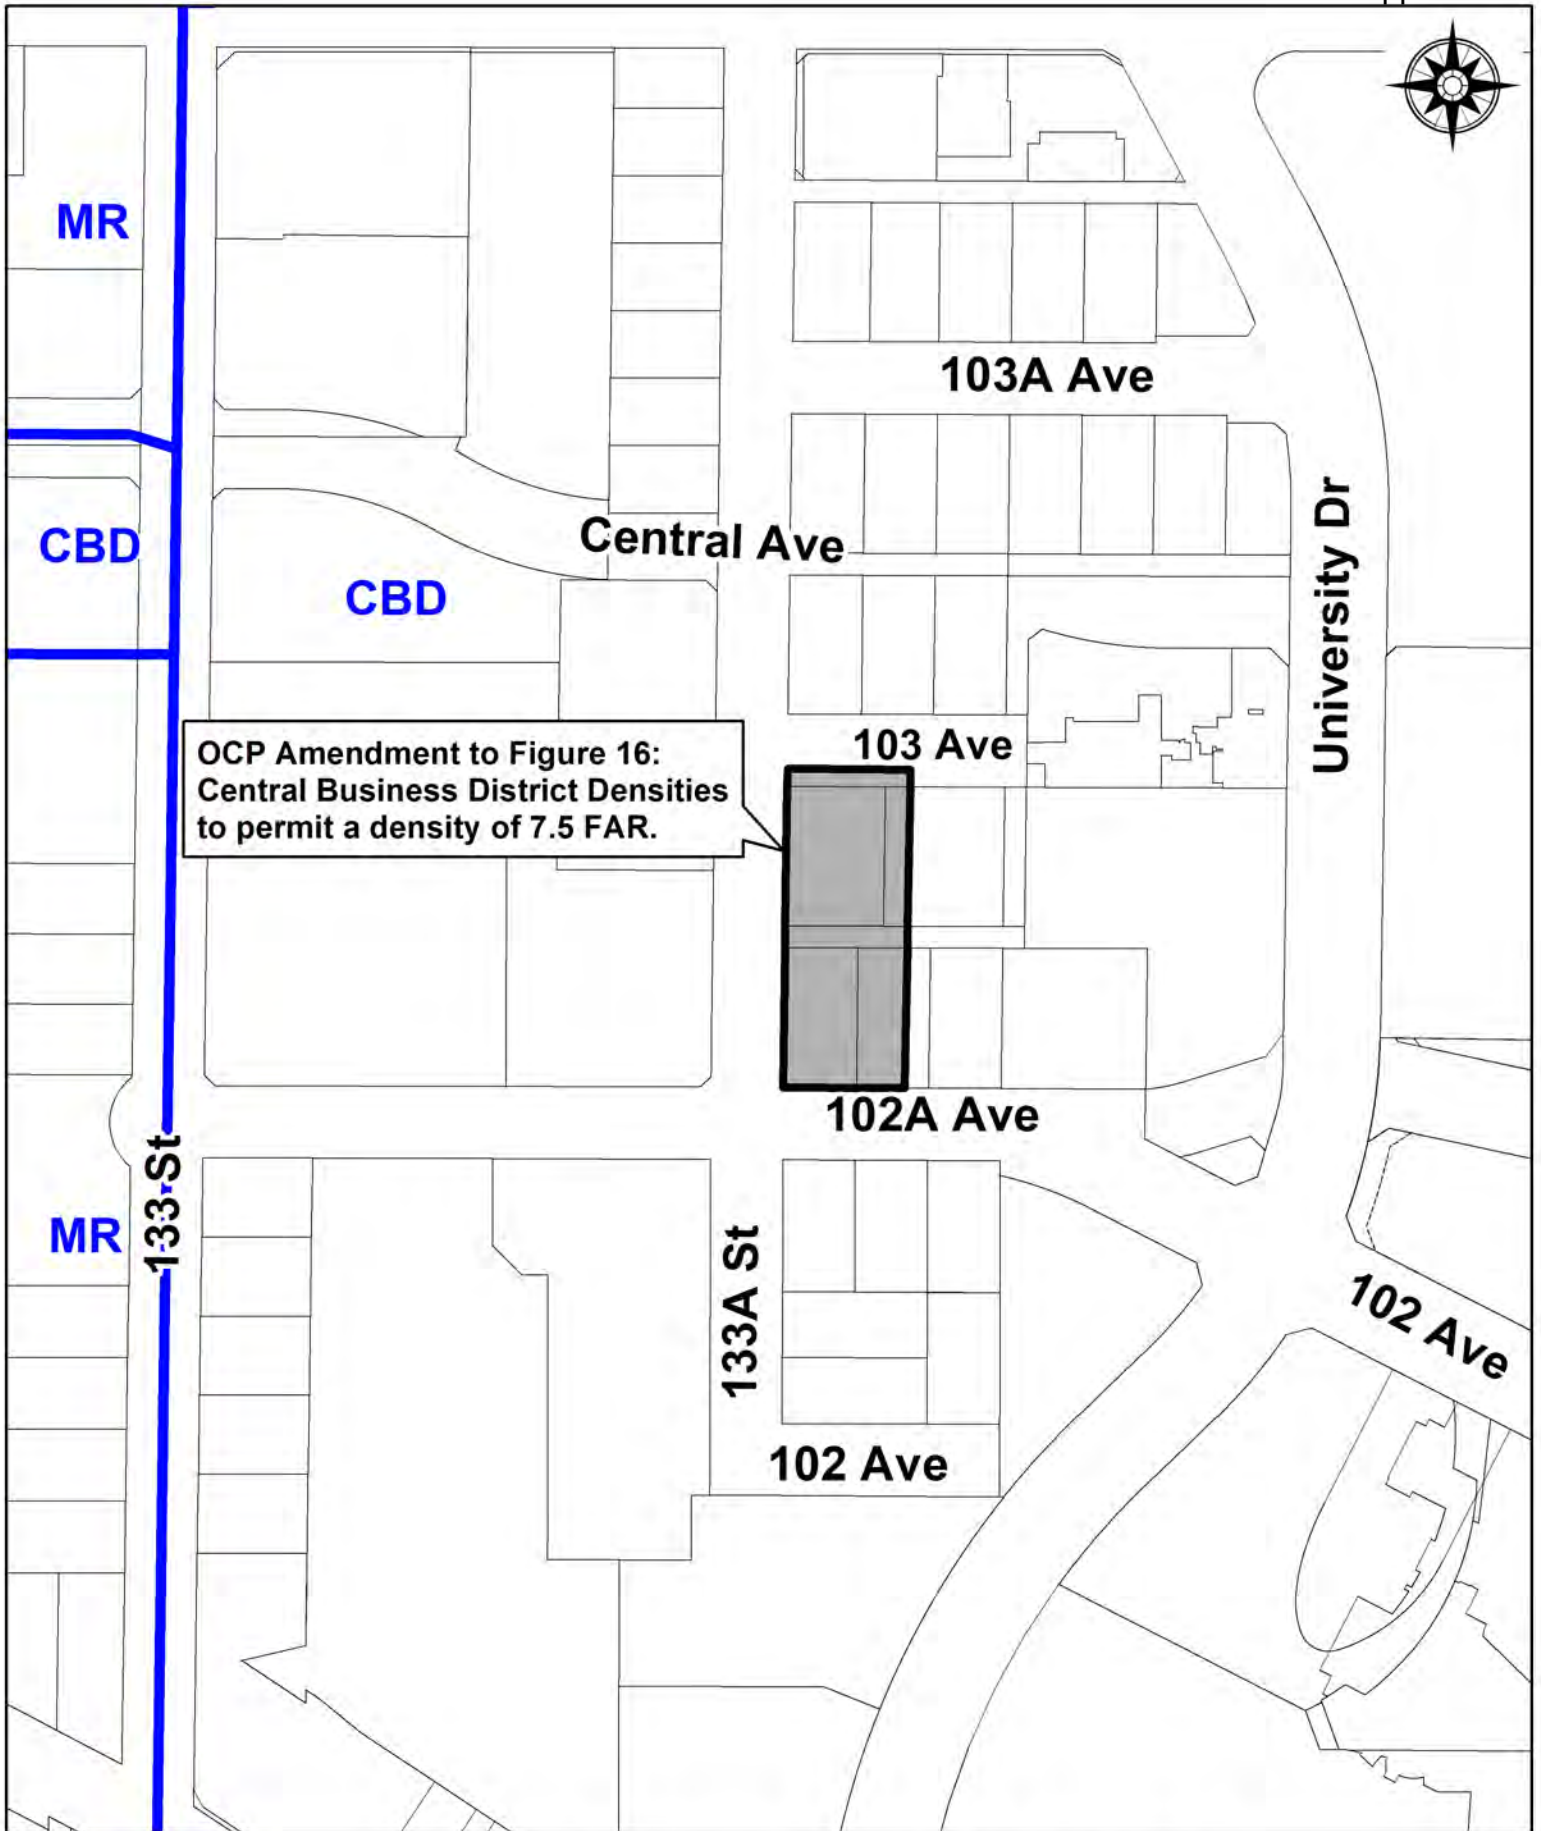 MR
103A Ave
CBD
Central Ave
CBD
University Dr
OCP Amendment to Figure 16:
Central Business District Densities
to permit a density of 7.5 FAR.
103 Ave
102A Ave
133 St
MR
133A St
102 Ave
102 Ave